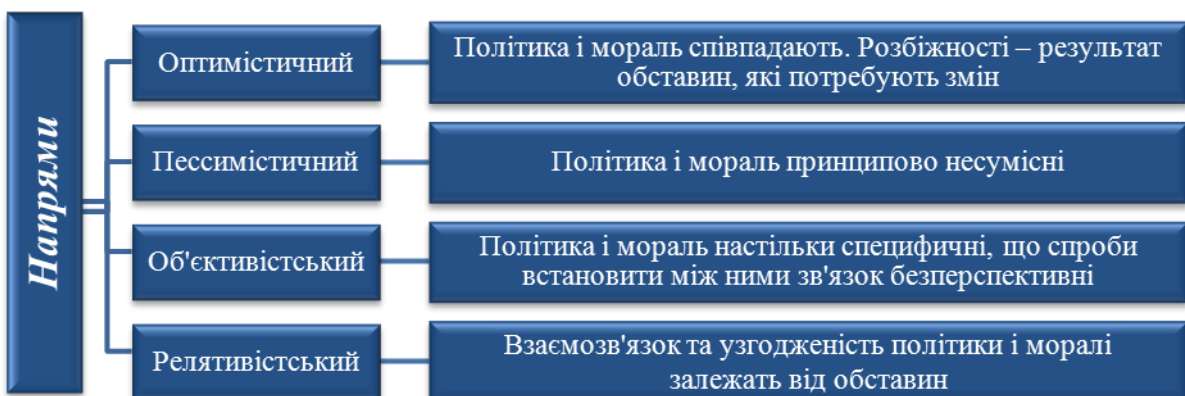 Напрями
Оптимістичний
Політика і мораль співпадають. Розбіжності – результат
обставин, які потребують змін
Пессимістичний
Політика і мораль принципово несумісні
Об'єктивістський
Політика і мораль настільки специфичні, що спроби
встановити між ними зв'язок безперспективні
Релятивістський
Взаємозв'язок та узгодженість політики і моралі
залежать від обставин